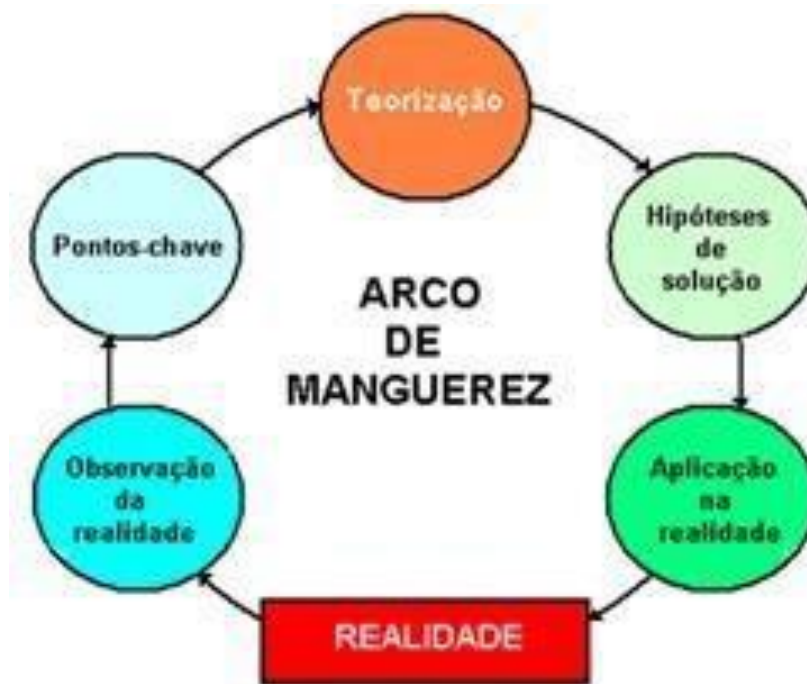 Teorização
Pontos-chave
Hipóteses
de
solução
ARCO
DE
MANGUEREZ
Observação
da
realidade
Aplicação
na
realidade
REALIDADE